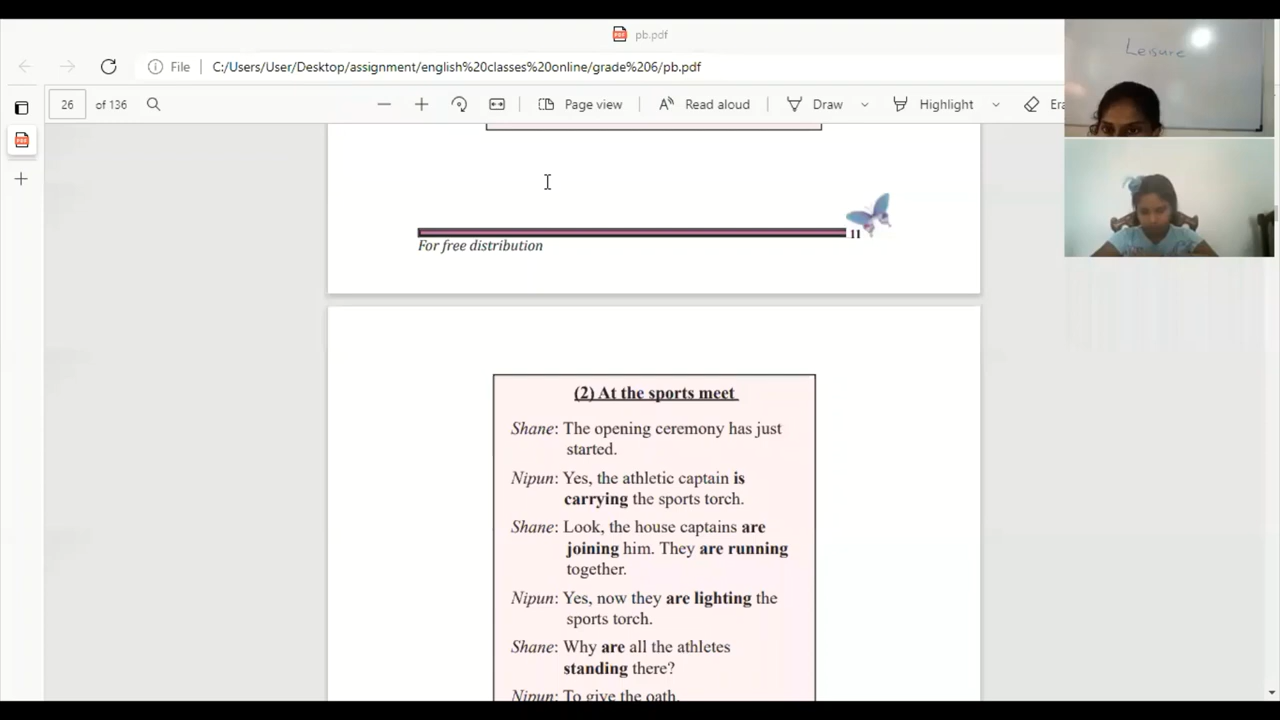 pb.pdf
File C:/Users/User/Desktop/assignment/english%20classes%20online/grade%206/pb.pdf
26 of 136 Page view Read aloud Draw Highlight
Leisure
11
For free distribution
(2) At the sports meet
Shane: The opening ceremony has just
started.
Nipun: Yes, the athletic captain is
carrying the sports torch.
Shane: Look, the house captains are
joining him. They are running
together.
Nipun: Yes, now they are lighting the
sports torch.
Shane: Why are all the athletes
standing there?
Nipun: To give the oath.